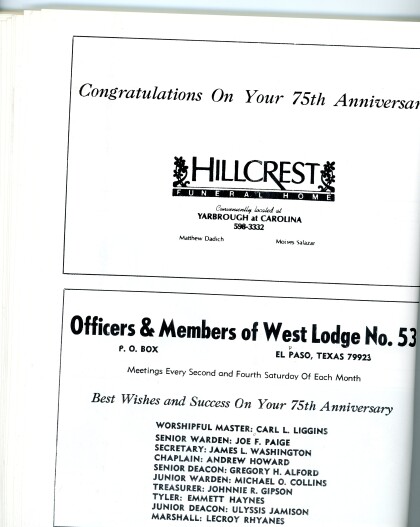 Congratulations On Your 75th Anniversar
HILLCREST
FUNERAL HOME
Conveniently located at
YARBROUGH at CAROLINA
598-3332
Matthew Dadich Moises Salazar
Officers & Members of West Lodge No. 53
P. O. BOX EL PASO, TEXAS 79923
Meetings Every Second and Fourth Saturday Of Each Month
Best Wishes and Success On Your 75th Anniversary
WORSHIPFUL MASTER: CARL L. LIGGINS
SENIOR WARDEN: JOE F. PAIGE
SECRETARY: JAMES L. WASHINGTON
CHAPLAIN: ANDREW HOWARD
SENIOR DEACON: GREGORY H. ALFORD
JUNIOR WARDEN: MICHAEL O. COLLINS
TREASURER: JOHNNIE R. GIPSON
TYLER: EMMETT HAYNES
JUNIOR DEACON: ULYSSIS JAMISON
MARSHALL: LECROY RHYANES